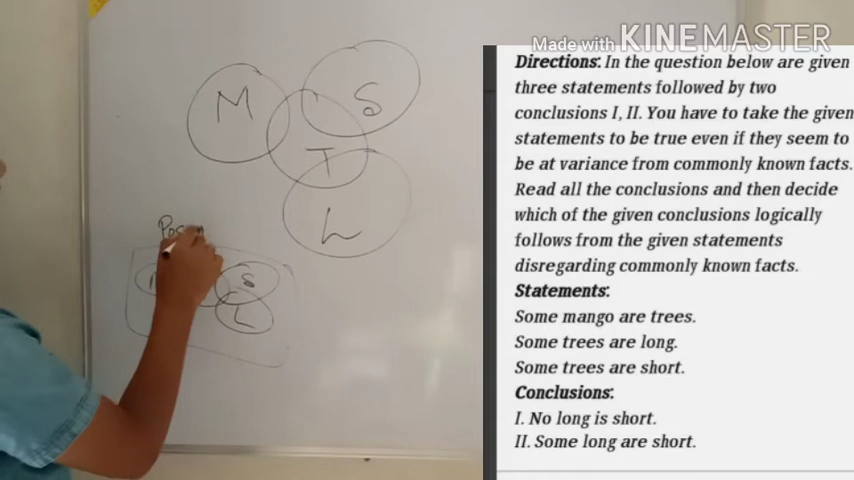 Made with KINEMASTER
M
S
T
L
S
L
Directions: In the question below are given
three statements followed by two
conclusions I, II. You have to take the given
statements to be true even if they seem to
be at variance from commonly known facts.
Read all the conclusions and then decide
which of the given conclusions logically
follows from the given statements
disregarding commonly known facts.
Statements:
Some mango are trees.
Some trees are long.
Some trees are short.
Conclusions:
I. No long is short.
II. Some long are short.